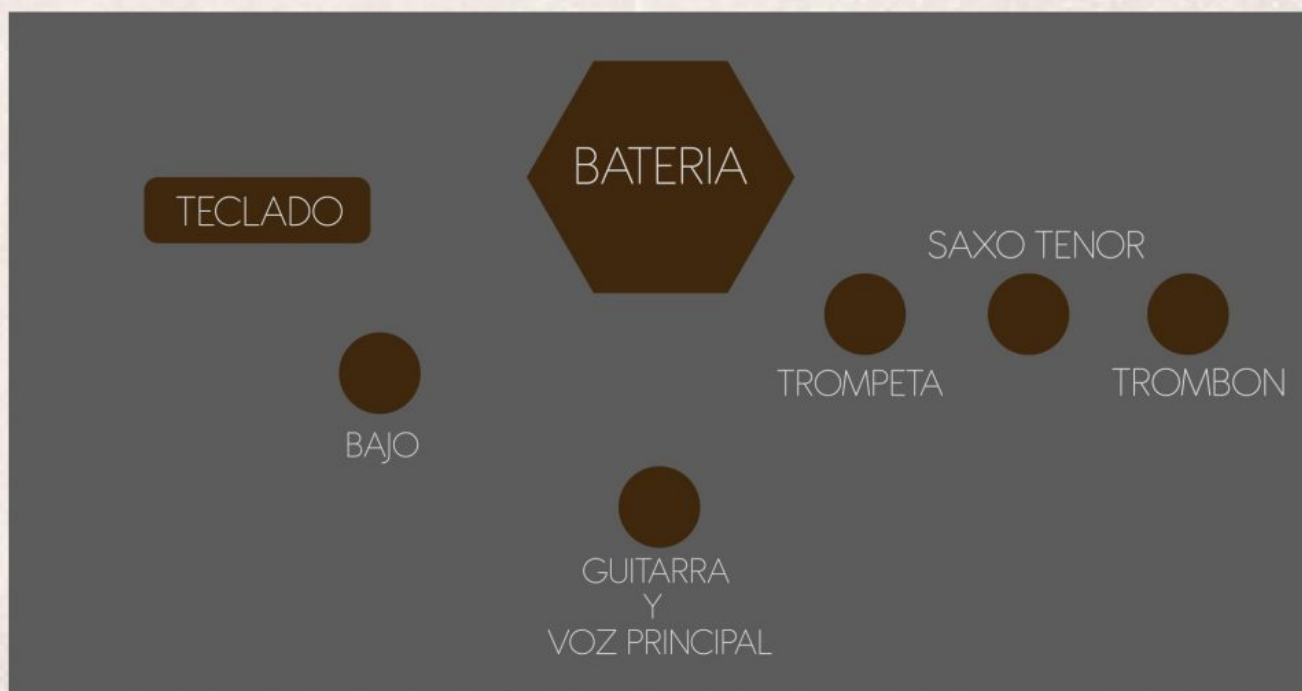 BATERIA
TECLADO
SAXO TENOR
TROMPETA
TROMBON
BAJO
GUITARRA
Y
VOZ PRINCIPAL